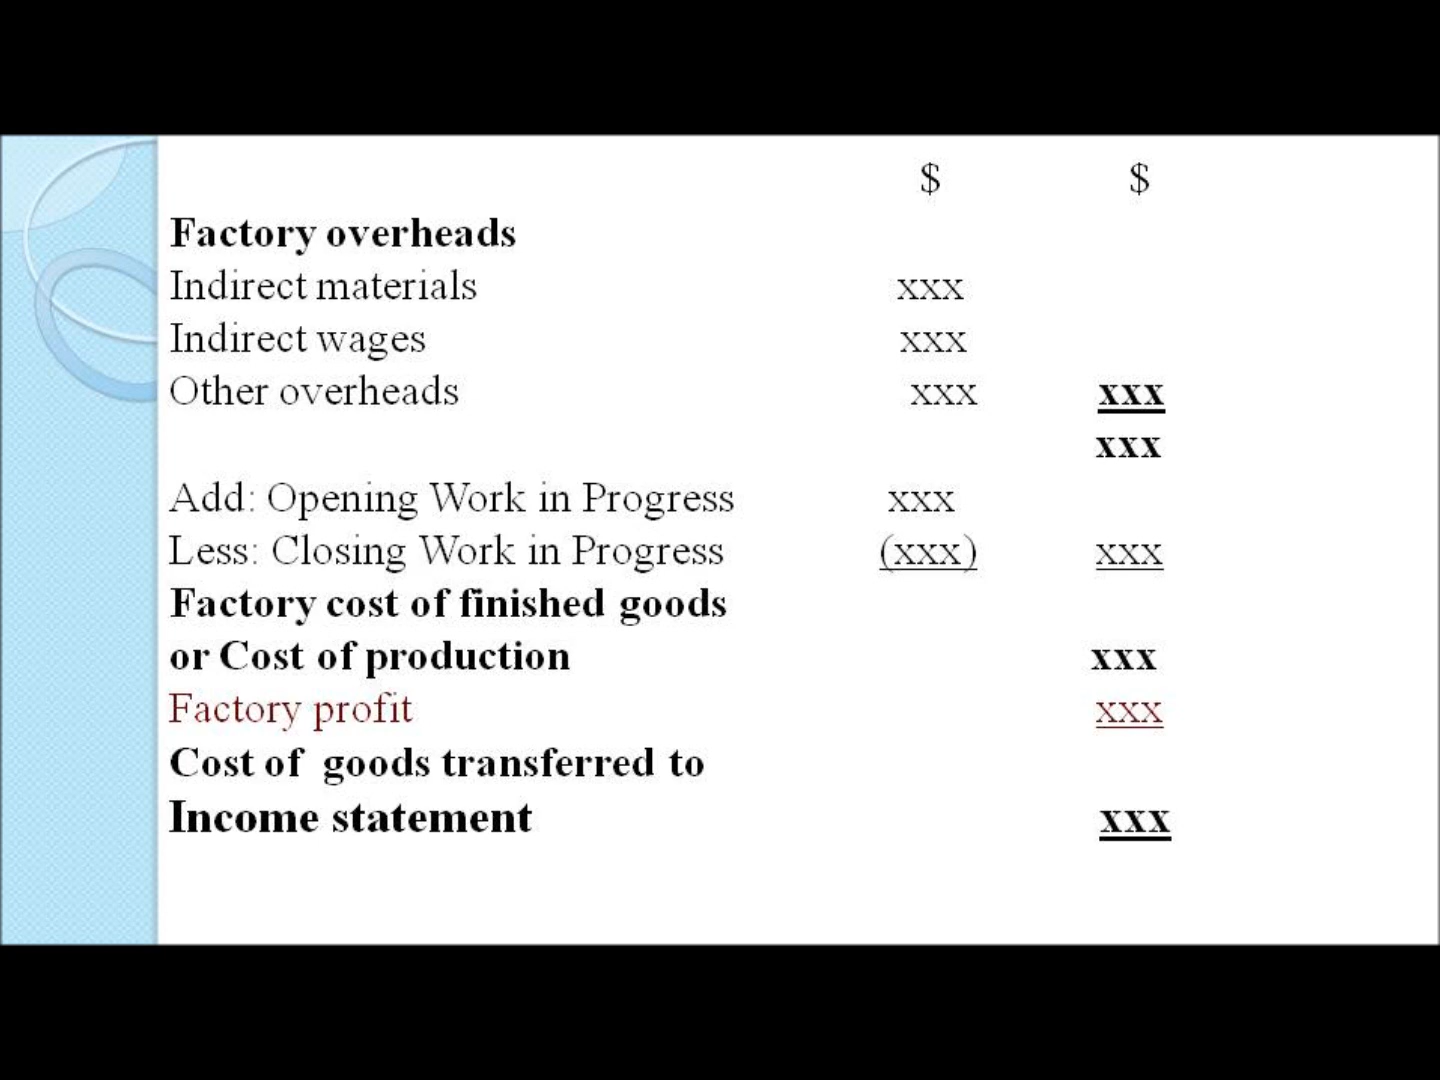 $ $
Factory overheads
Indirect materials xxx
Indirect wages xxx
Other overheads xxx xxx
xxx
Add: Opening Work in Progress xxx
Less: Closing Work in Progress (xxx) xxx
Factory cost of finished goods
or Cost of production xxx
Factory profit xxx
Cost of goods transferred to
Income statement xxx